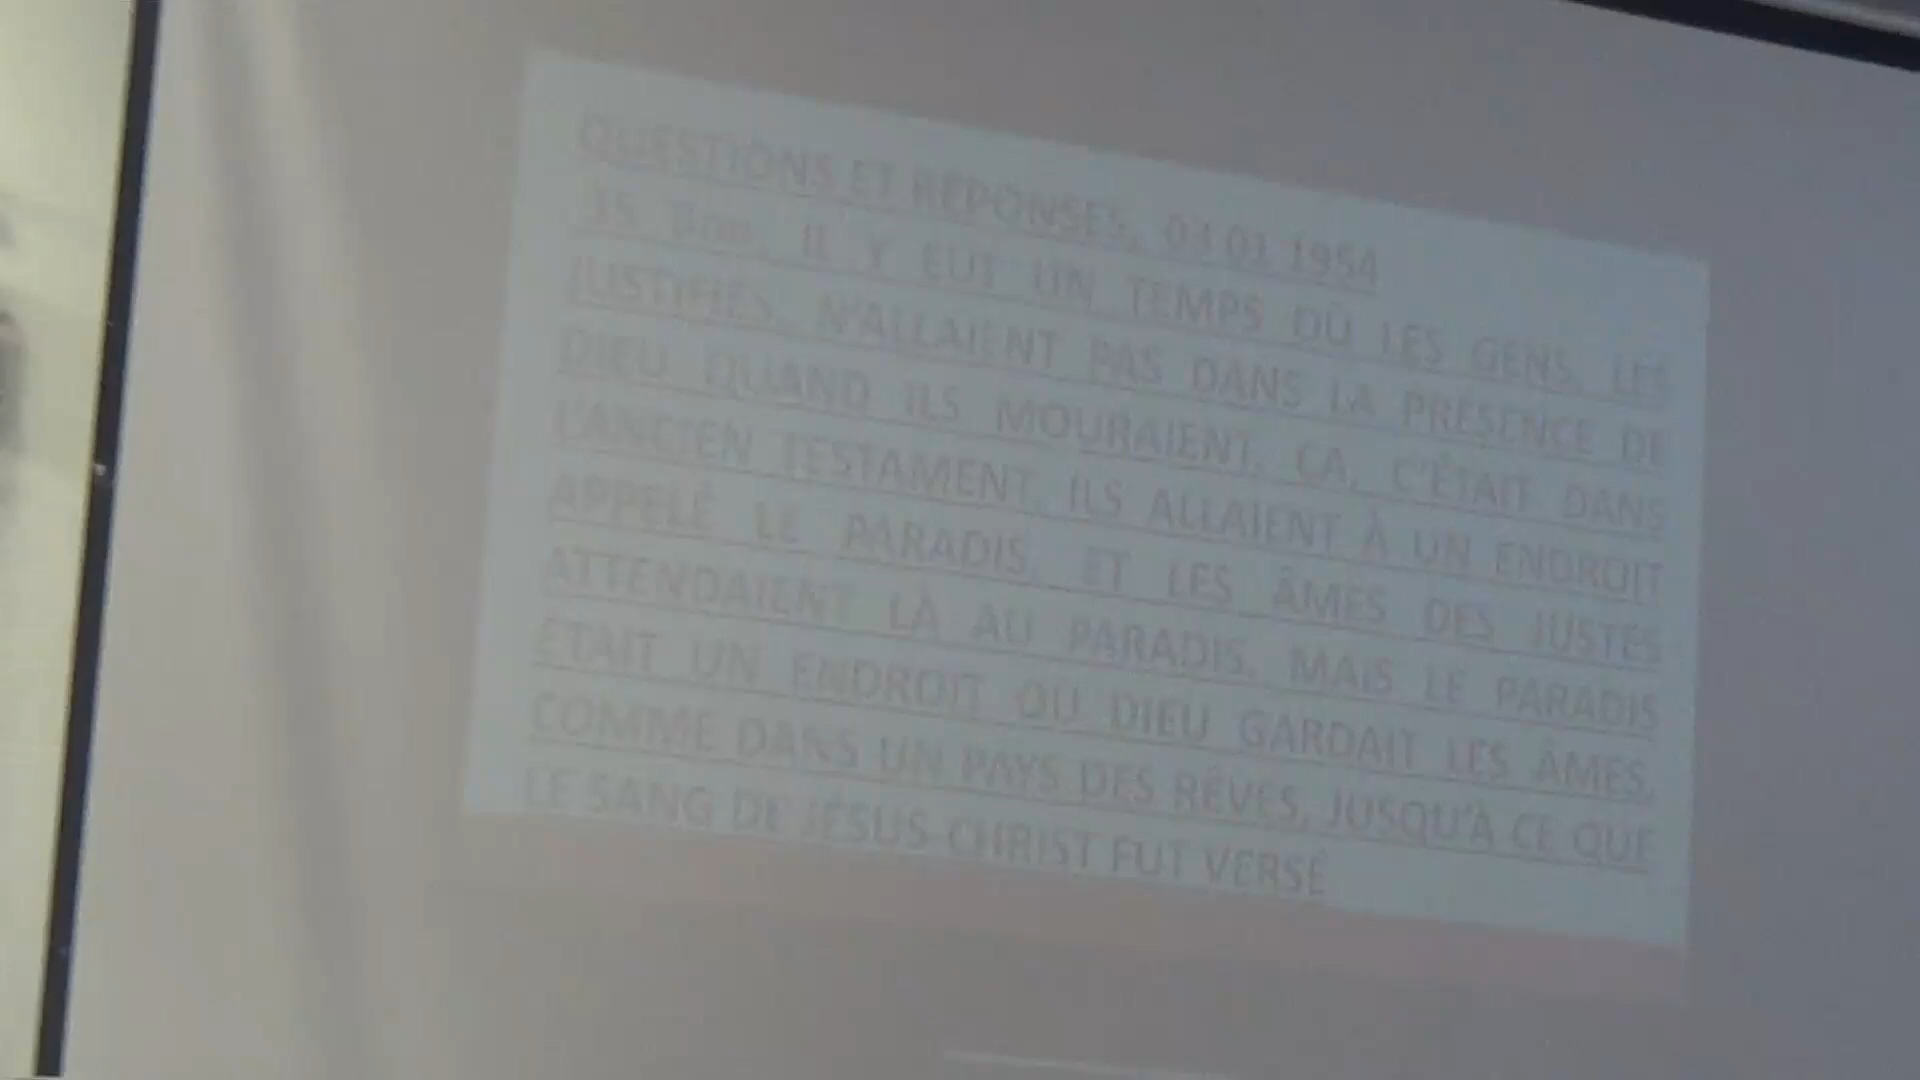 QUESTIONS ET RÉPONSES, 03 01 1954
35 Bon, IL Y EUT UN TEMPS OÙ LES GENS, LES
JUSTIFIÉS, N'ALLAIENT PAS DANS LA PRÉSENCE DE
DIEU QUAND ILS MOURAIENT. ÇA, C'ÉTAIT DANS
L'ANCIEN TESTAMENT, ILS ALLAIENT À UN ENDROIT
APPELÉ LE PARADIS, ET LES ÂMES DES JUSTES
ATTENDAIENT LÀ AU PARADIS. MAIS LE PARADIS
ÉTAIT UN ENDROIT OU DIEU GARDAIT LES ÂMES,
COMME DANS UN PAYS DES RÊVES, JUSQU'À CE QUE
LE SANG DE JÉSUS-CHRIST FUT VERSÉ